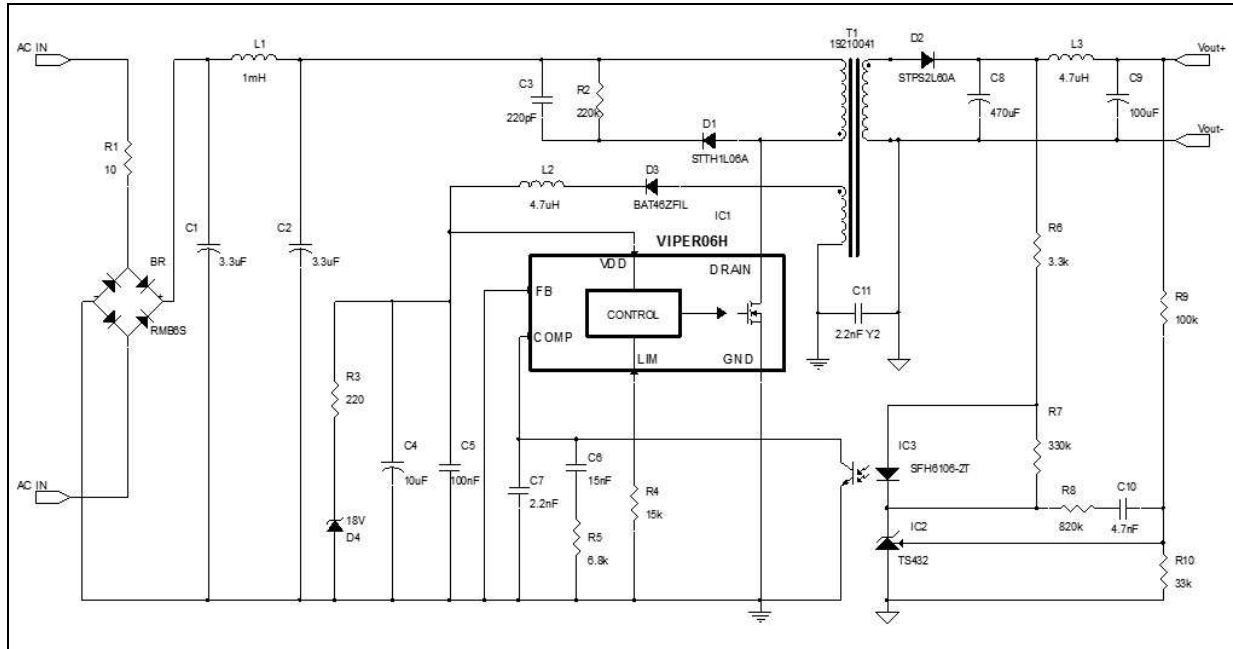 AC IN
L1
1mH
T1
19210041
D2
STPS2L60A
L3
4.7uH
Vout+
C3
220pF
R2
220k
C8
470uF
C9
100uF
D1
STTH1L06A
Vout-
R1
10
L2
4.7uH
D3
BAT46ZFIL
IC1
VIPER06H
C1
3.3uF
C2
3.3uF
R6
3.3k
BR
RMB6S
VDD
DRAIN
FB
CONTROL
COMP
LIM
GND
C11
2.2nF Y2
R9
100k
R3
220
C4
10uF
C5
100nF
C7
2.2nF
C6
15nF
R4
15k
IC3
SFH6106-2T
R7
330k
R8
820k
C10
4.7nF
AC IN
18V
D4
R5
6.8k
IC2
TS432
R10
33k